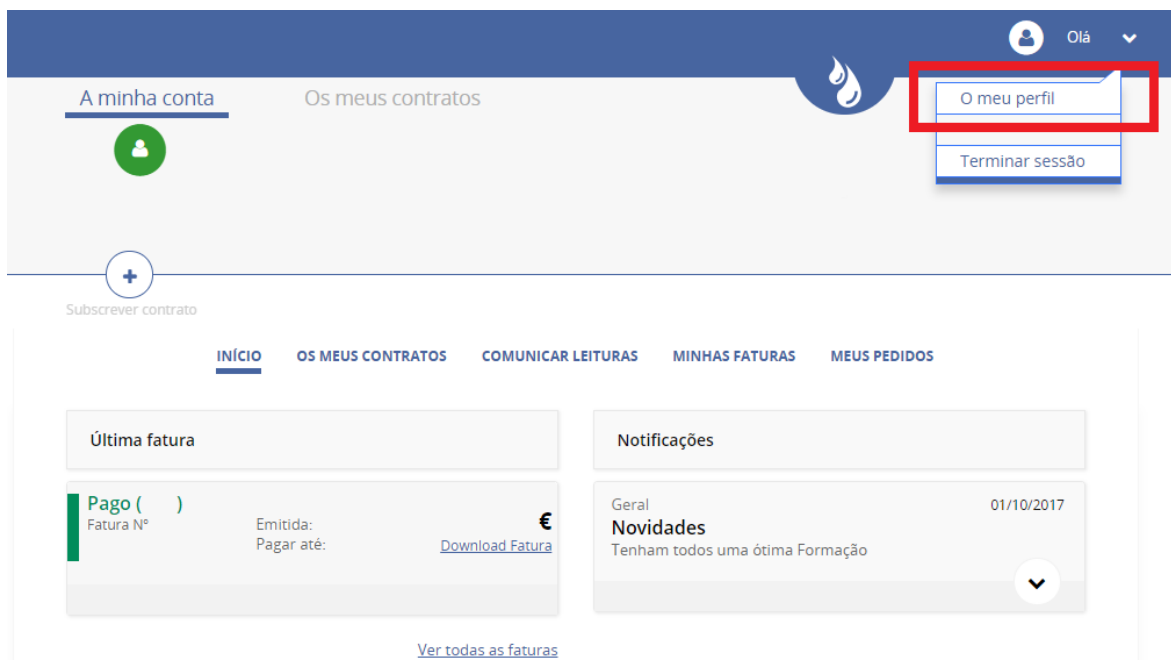 Olá
A minha conta
Os meus contratos
O meu perfil
Terminar sessão
Subscrever contrato
INÍCIO OS MEUS CONTRATOS COMUNICAR LEITURAS MINHAS FATURAS MEUS PEDIDOS
Última fatura
Pago ( )
Fatura Nº
Emitida:
Pagar até:
€
Download Fatura
Ver todas as faturas
Notificações
Geral
01/10/2017
Novidades
Tenham todos uma ótima Formação